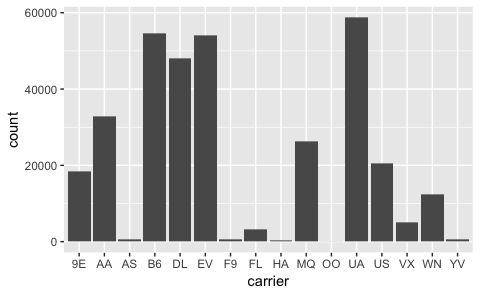 60000
40000
20000
0
count
9E AA AS B6 DL EV F9 FL HA MQ OO UA US VX WN YV
carrier